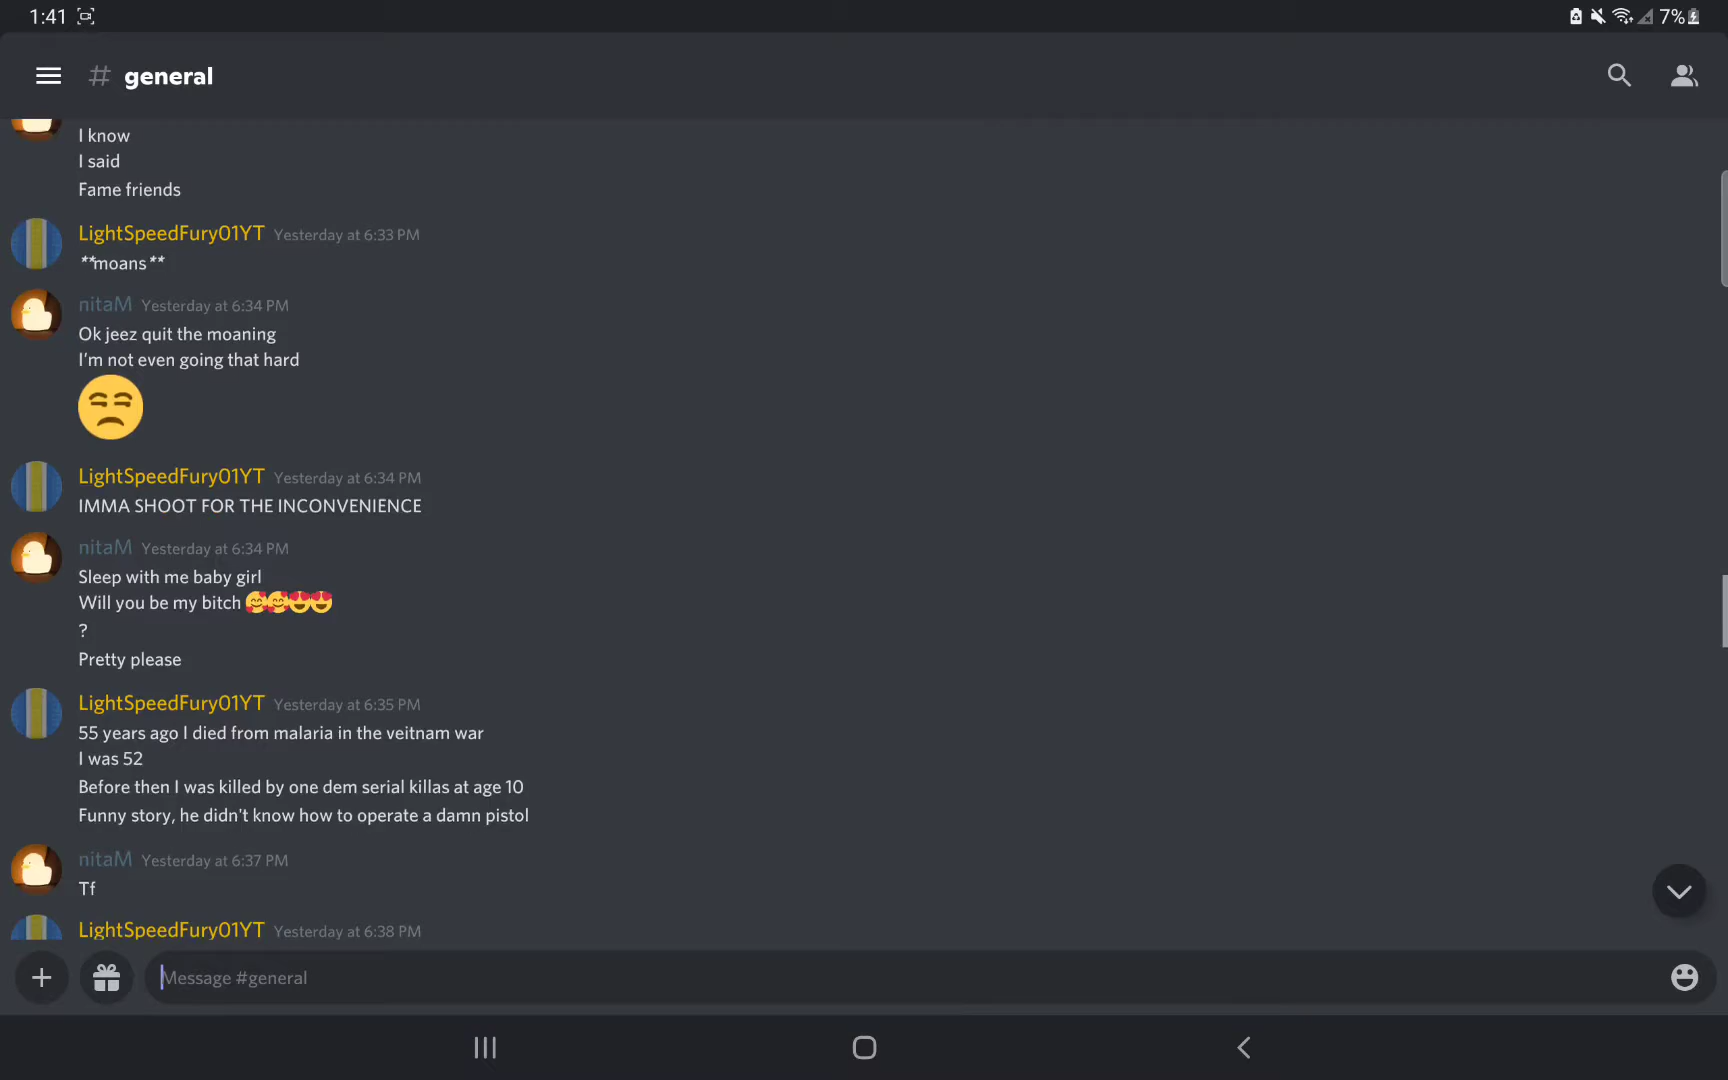 1:41
7%
# general
I know
I said
Fame friends
LightSpeedFury01YT Yesterday at 6:33 PM
**moans**
nitaM Yesterday at 6:34 PM
Ok jeez quit the moaning
I'm not even going that hard
LightSpeedFury01YT Yesterday at 6:34 PM
IMMA SHOOT FOR THE INCONVENIENCE
nitaM Yesterday at 6:34 PM
Sleep with me baby girl
Will you be my bitch 🥰🥰😍😍
?
Pretty please
LightSpeedFury01YT Yesterday at 6:35 PM
55 years ago I died from malaria in the veitnam war
I was 52
Before then I was killed by one dem serial killas at age 10
Funny story, he didn't know how to operate a damn pistol
nitaM Yesterday at 6:37 PM
Tf
LightSpeedFury01YT Yesterday at 6:38 PM
Message #general